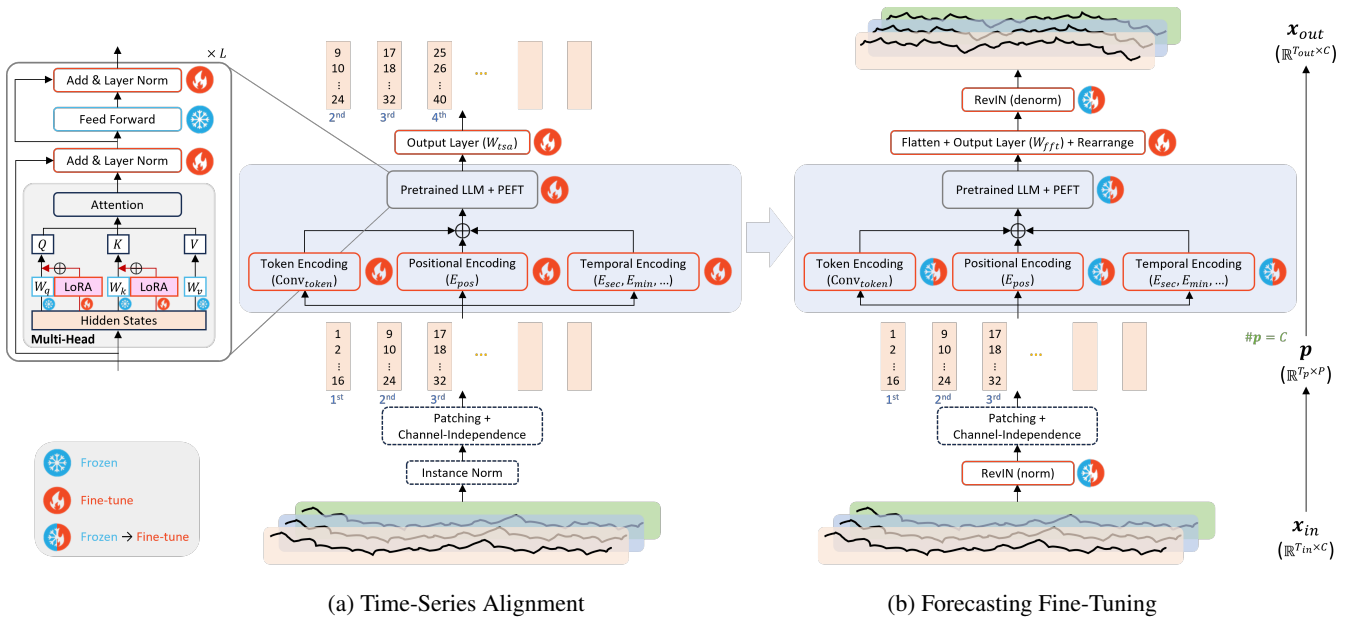 × L
Add & Layer Norm
Feed Forward
Add & Layer Norm
Attention
Q
K
V
W_q
LoRA
W_k
LoRA
W_v
Hidden States
Multi-Head
Frozen
Fine-tune
Frozen → Fine-tune
9 17 25
10 18 26
⋮ ⋮ ⋮ ...
24 32 40
2nd 3rd 4th
Output Layer (W_tsa)
Pretrained LLM + PEFT
Token Encoding
(Conv_token)
Positional Encoding
(E_pos)
Temporal Encoding
(E_sec, E_min, ...)
1 9 17
2 10 18
⋮ ⋮ ⋮ ...
16 24 32
1st 2nd 3rd
Patching +
Channel-Independence
Instance Norm
(a) Time-Series Alignment
RevIN (denorm)
Flatten + Output Layer (W_fft) + Rearrange
Pretrained LLM + PEFT
Token Encoding
(Conv_token)
Positional Encoding
(E_pos)
Temporal Encoding
(E_sec, E_min, ...)
1 9 17
2 10 18
⋮ ⋮ ⋮ ...
16 24 32
1st 2nd 3rd
Patching +
Channel-Independence
RevIN (norm)
(b) Forecasting Fine-Tuning
x_out
(ℝ^{T_out×C})
#p = C
p
(ℝ^{T_p×P})
x_in
(ℝ^{T_in×C})